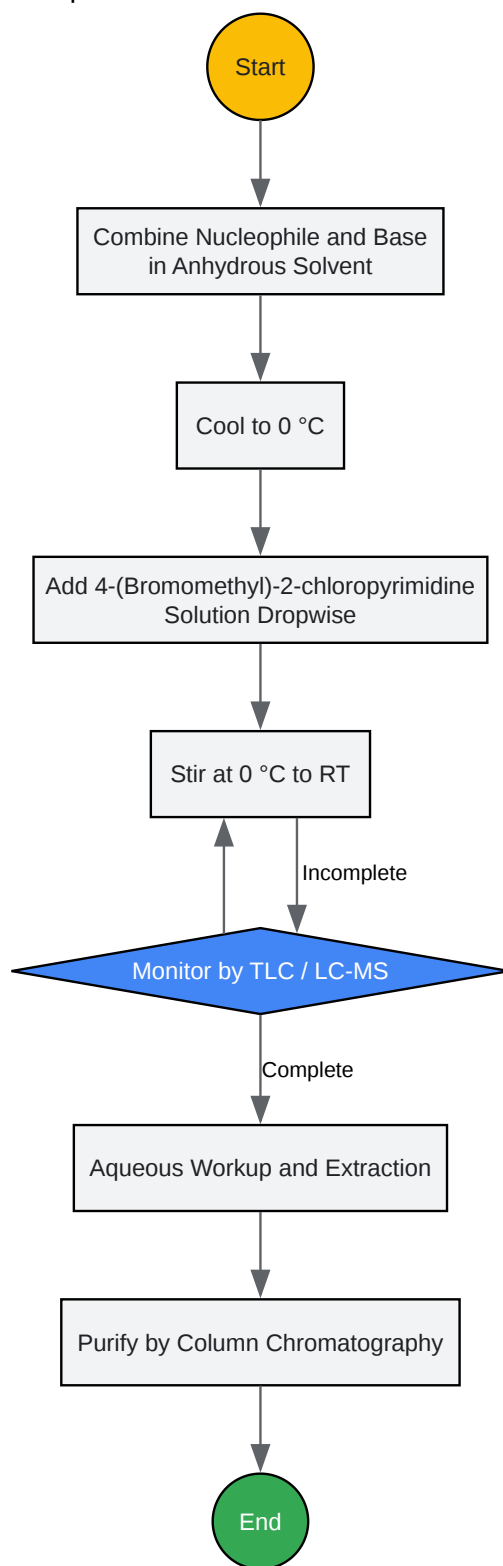 Start
Combine Nucleophile and Base
in Anhydrous Solvent
Cool to 0 °C
Add 4-(Bromomethyl)-2-chloropyrimidine
Solution Dropwise
Stir at 0 °C to RT
Incomplete
Monitor by TLC / LC-MS
Complete
Aqueous Workup and Extraction
Purify by Column Chromatography
End